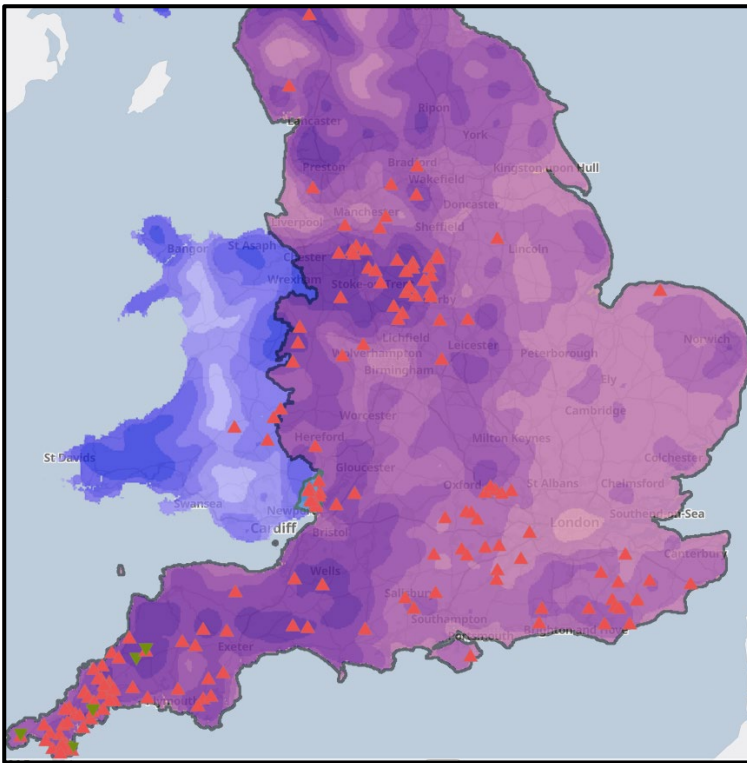 Ripon
Lancaster
York
Preston
Bradford
Kingston upon Hull
Wakefield
Doncaster
Manchester
Liverpool
Sheffield
Bangor
St Asaph
Lincoln
Chester
Wrexham
Stoke-on-Trent
Derby
Lichfield
Norwich
Leicester
Wolverhampton
Peterborough
Birmingham
Ely
Cambridge
Worcester
Hereford
Milton Keynes
St Davids
Colchester
Gloucester
Oxford
St Albans
Chelmsford
Swansea
Newport
Southend-on-Sea
London
Cardiff
Bristol
Canterbury
Wells
Salisbury
Southampton
Portsmouth
Brighton and Hove
Exeter
Plymouth